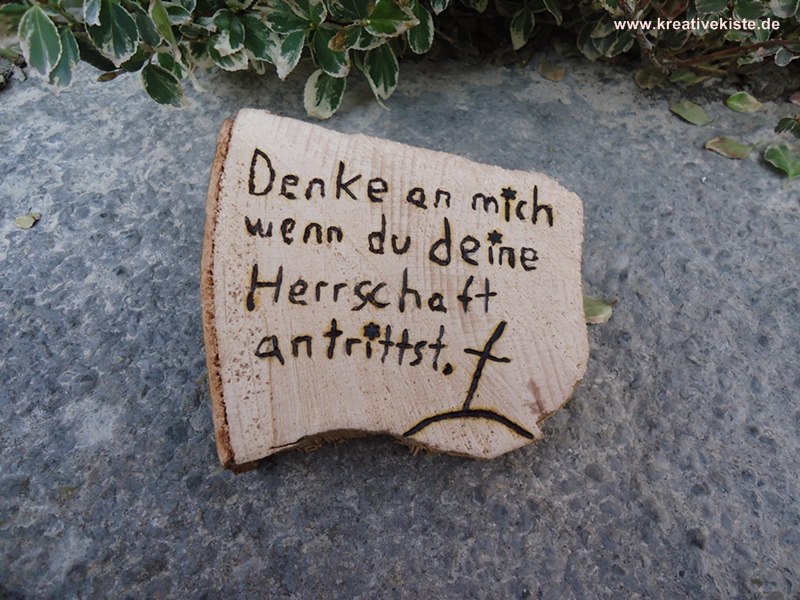 www.kreativekiste.de
Denke an mich
wenn du deine
Herrschaft
antrittst.